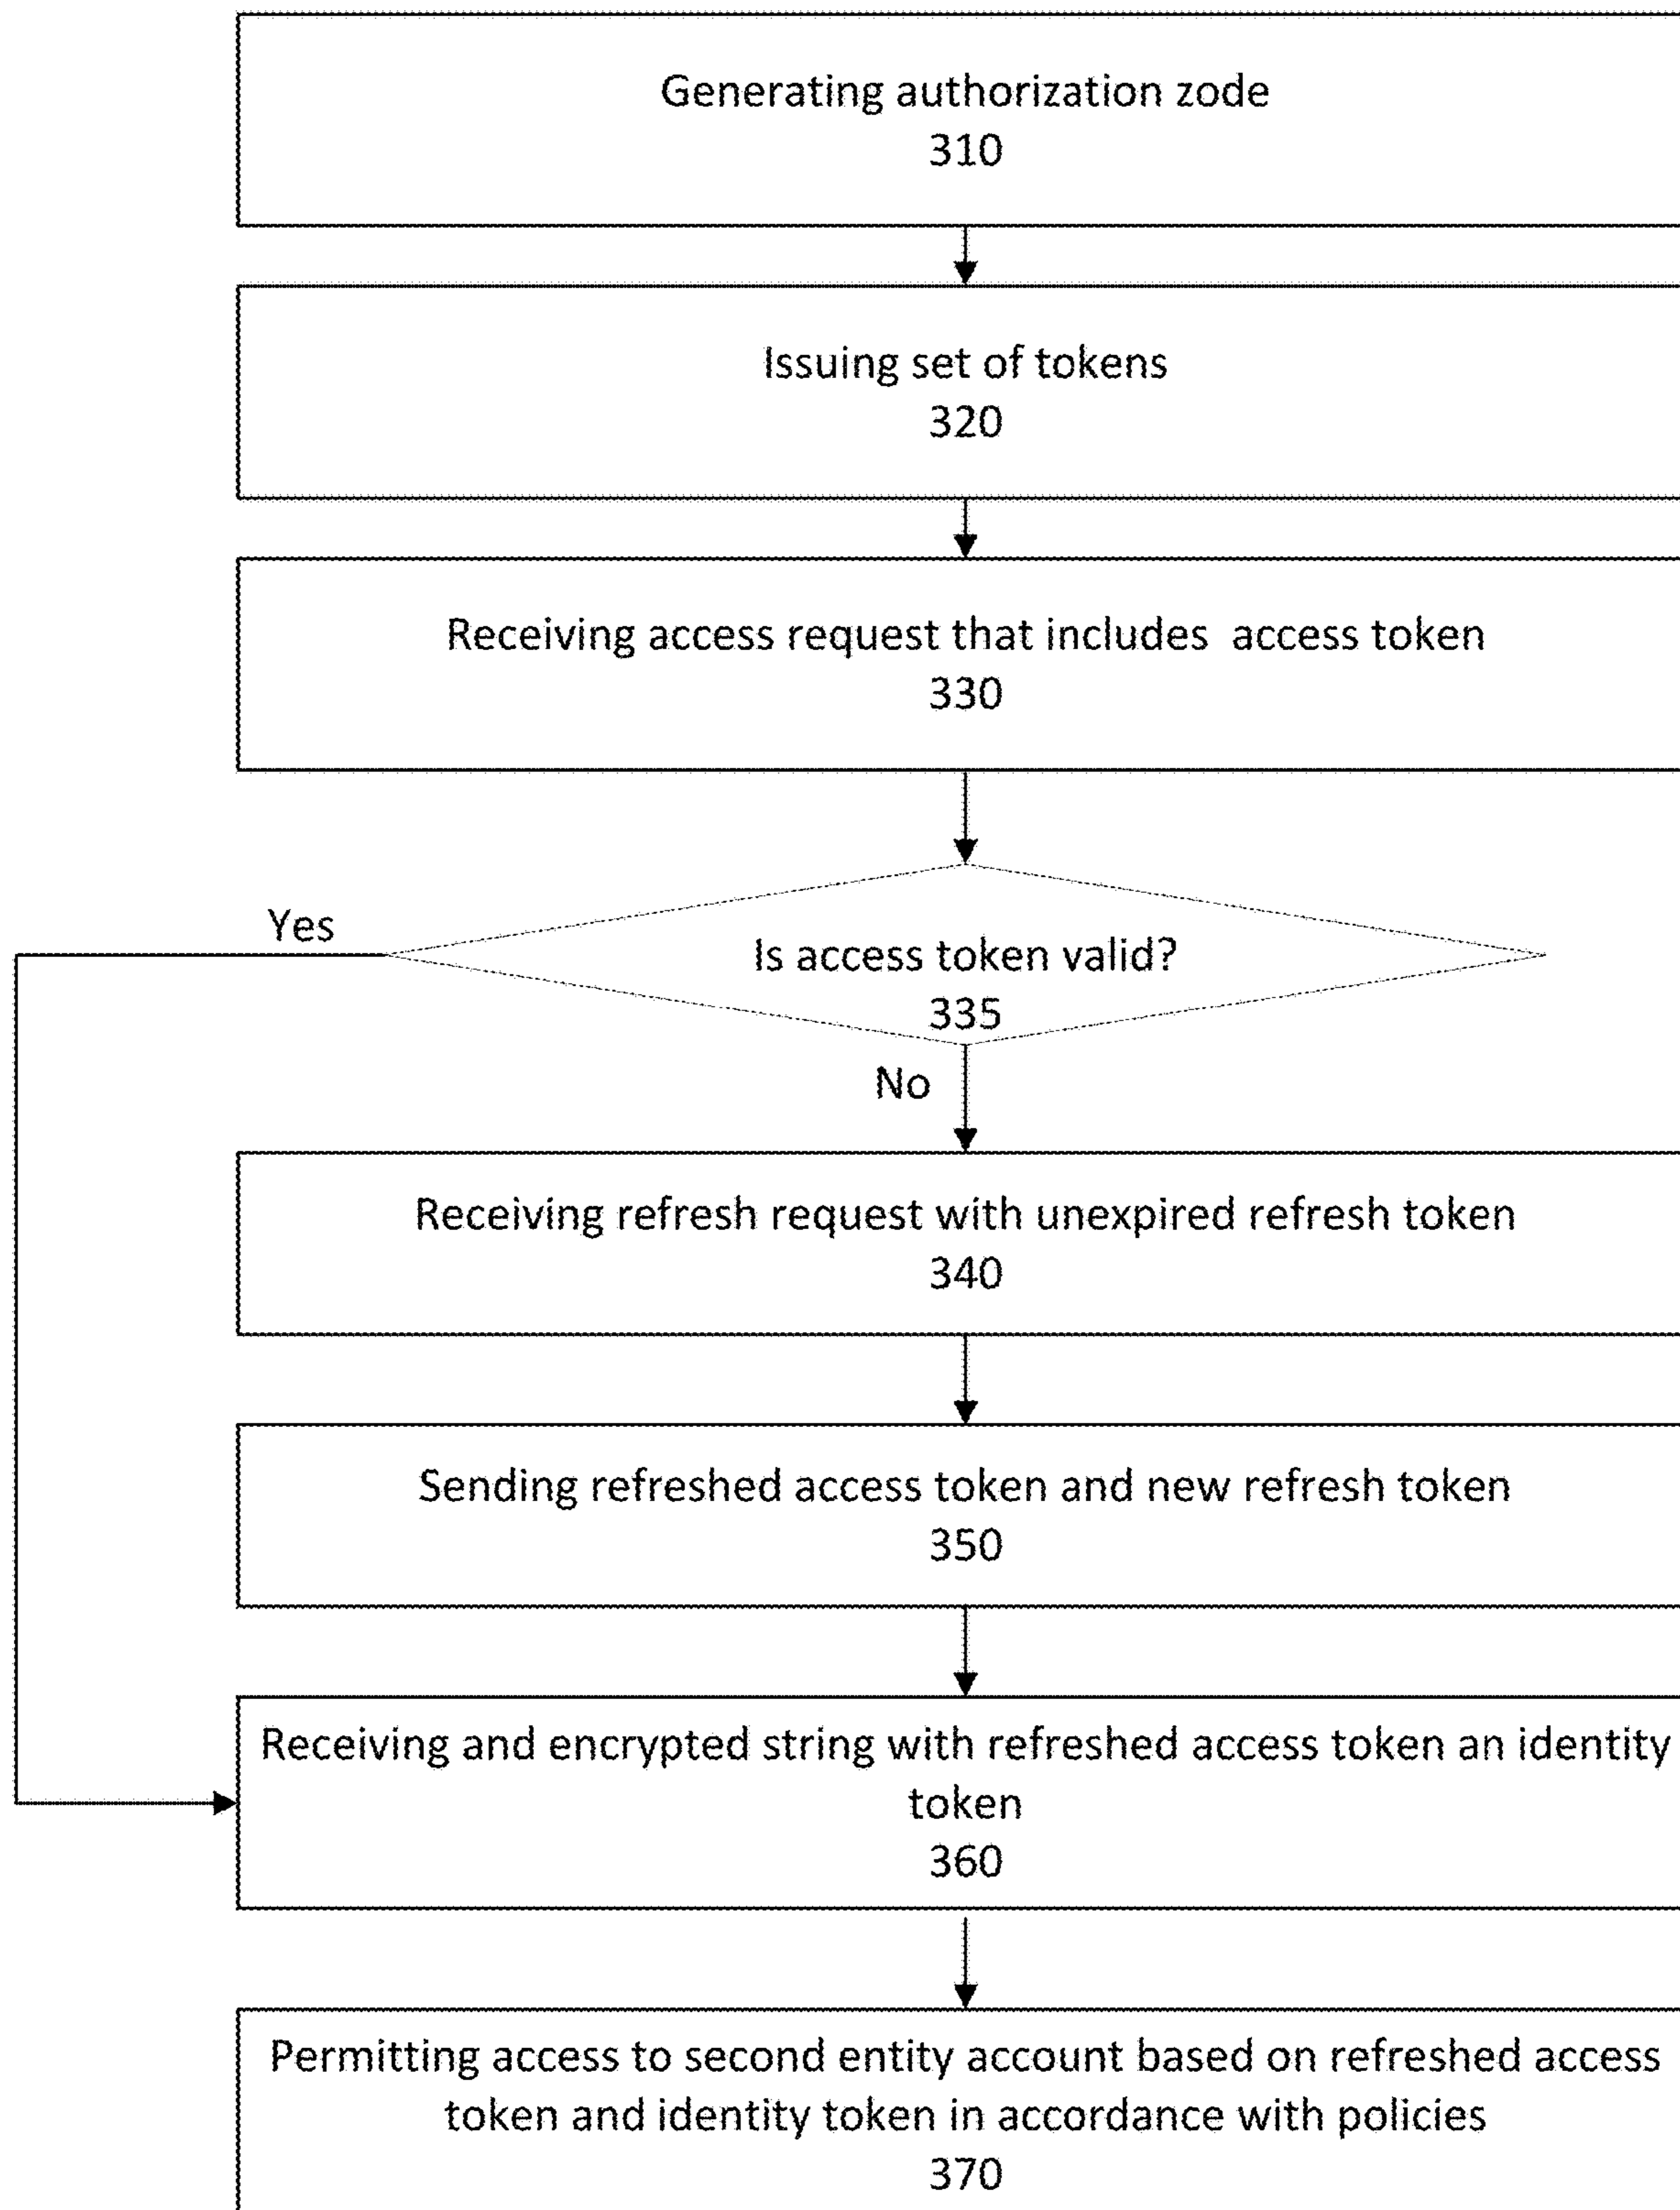 Generating authorization zode
310
Issuing set of tokens
320
Receiving access request that includes access token
330
Yes
Is access token valid?
335
No
Receiving refresh request with unexpired refresh token
340
Sending refreshed access token and new refresh token
350
Receiving and encrypted string with refreshed access token an identity
token
360
Permitting access to second entity account based on refreshed access
token and identity token in accordance with policies
370